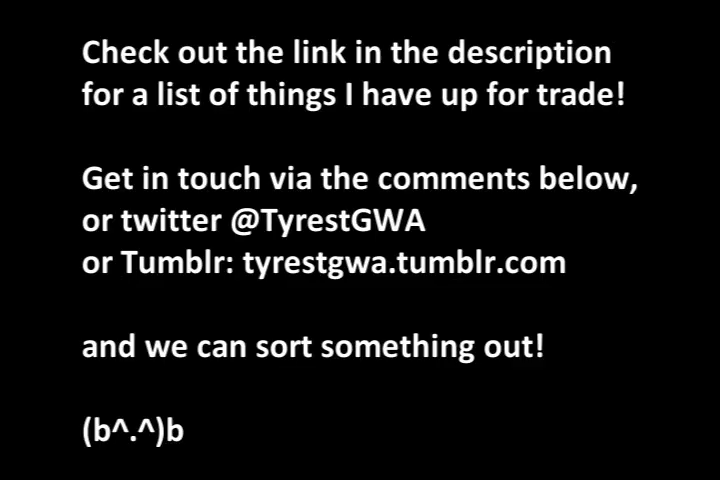 Check out the link in the description
for a list of things I have up for trade!
Get in touch via the comments below,
or twitter @TyrestGWA
or Tumblr: tyrestgwa.tumblr.com
and we can sort something out!
(b^.^)b